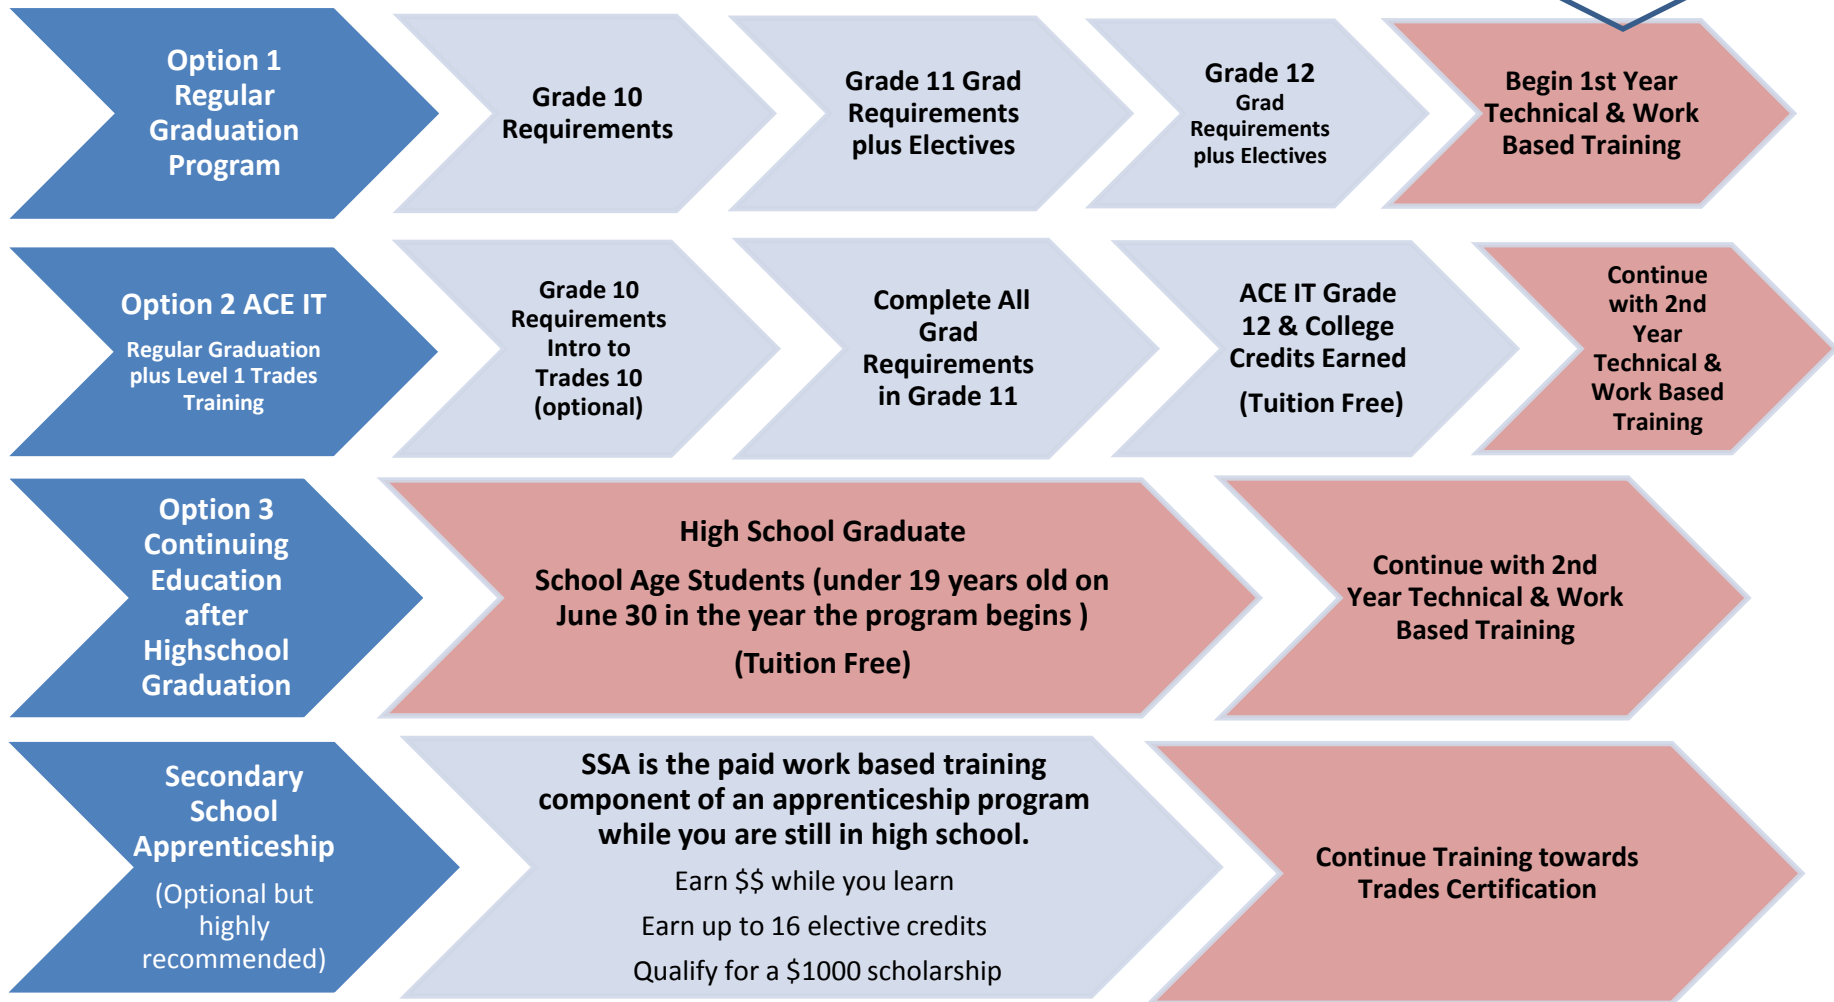 Option 1
Regular
Graduation
Program
Grade 10
Requirements
Grade 11 Grad
Requirements
plus Electives
Grade 12
Grad
Requirements
plus Electives
Begin 1st Year
Technical & Work
Based Training
Option 2 ACE IT
Regular Graduation
plus Level 1 Trades
Training
Grade 10
Requirements
Intro to
Trades 10
(optional)
Complete All
Grad
Requirements
in Grade 11
ACE IT Grade
12 & College
Credits Earned
(Tuition Free)
Continue
with 2nd
Year
Technical &
Work Based
Training
Option 3
Continuing
Education
after
Highschool
Graduation
High School Graduate
School Age Students (under 19 years old on
June 30 in the year the program begins )
(Tuition Free)
Continue with 2nd
Year Technical & Work
Based Training
Secondary
School
Apprenticeship
(Optional but
highly
recommended)
SSA is the paid work based training
component of an apprenticeship program
while you are still in high school.
Earn $$ while you learn
Earn up to 16 elective credits
Qualify for a $1000 scholarship
Continue Training towards
Trades Certification